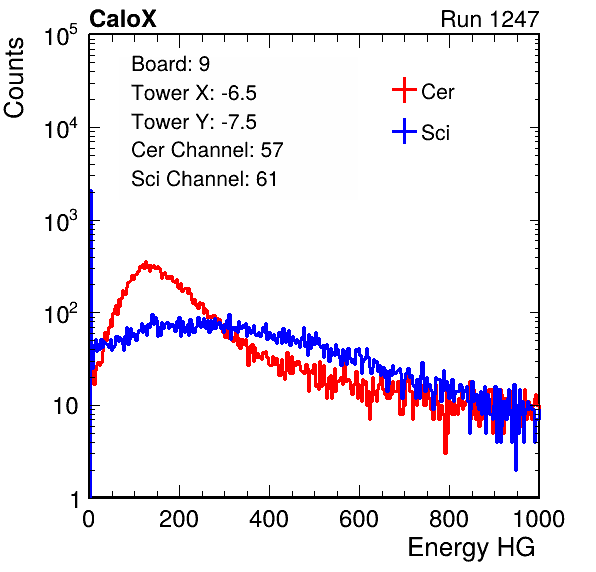 CaloX Run 1247
Counts
Board: 9
Tower X: -6.5
Tower Y: -7.5
Cer Channel: 57
Sci Channel: 61
Cer
Sci
10^5
10^4
10^3
10^2
10
1
0 200 400 600 800 1000
Energy HG